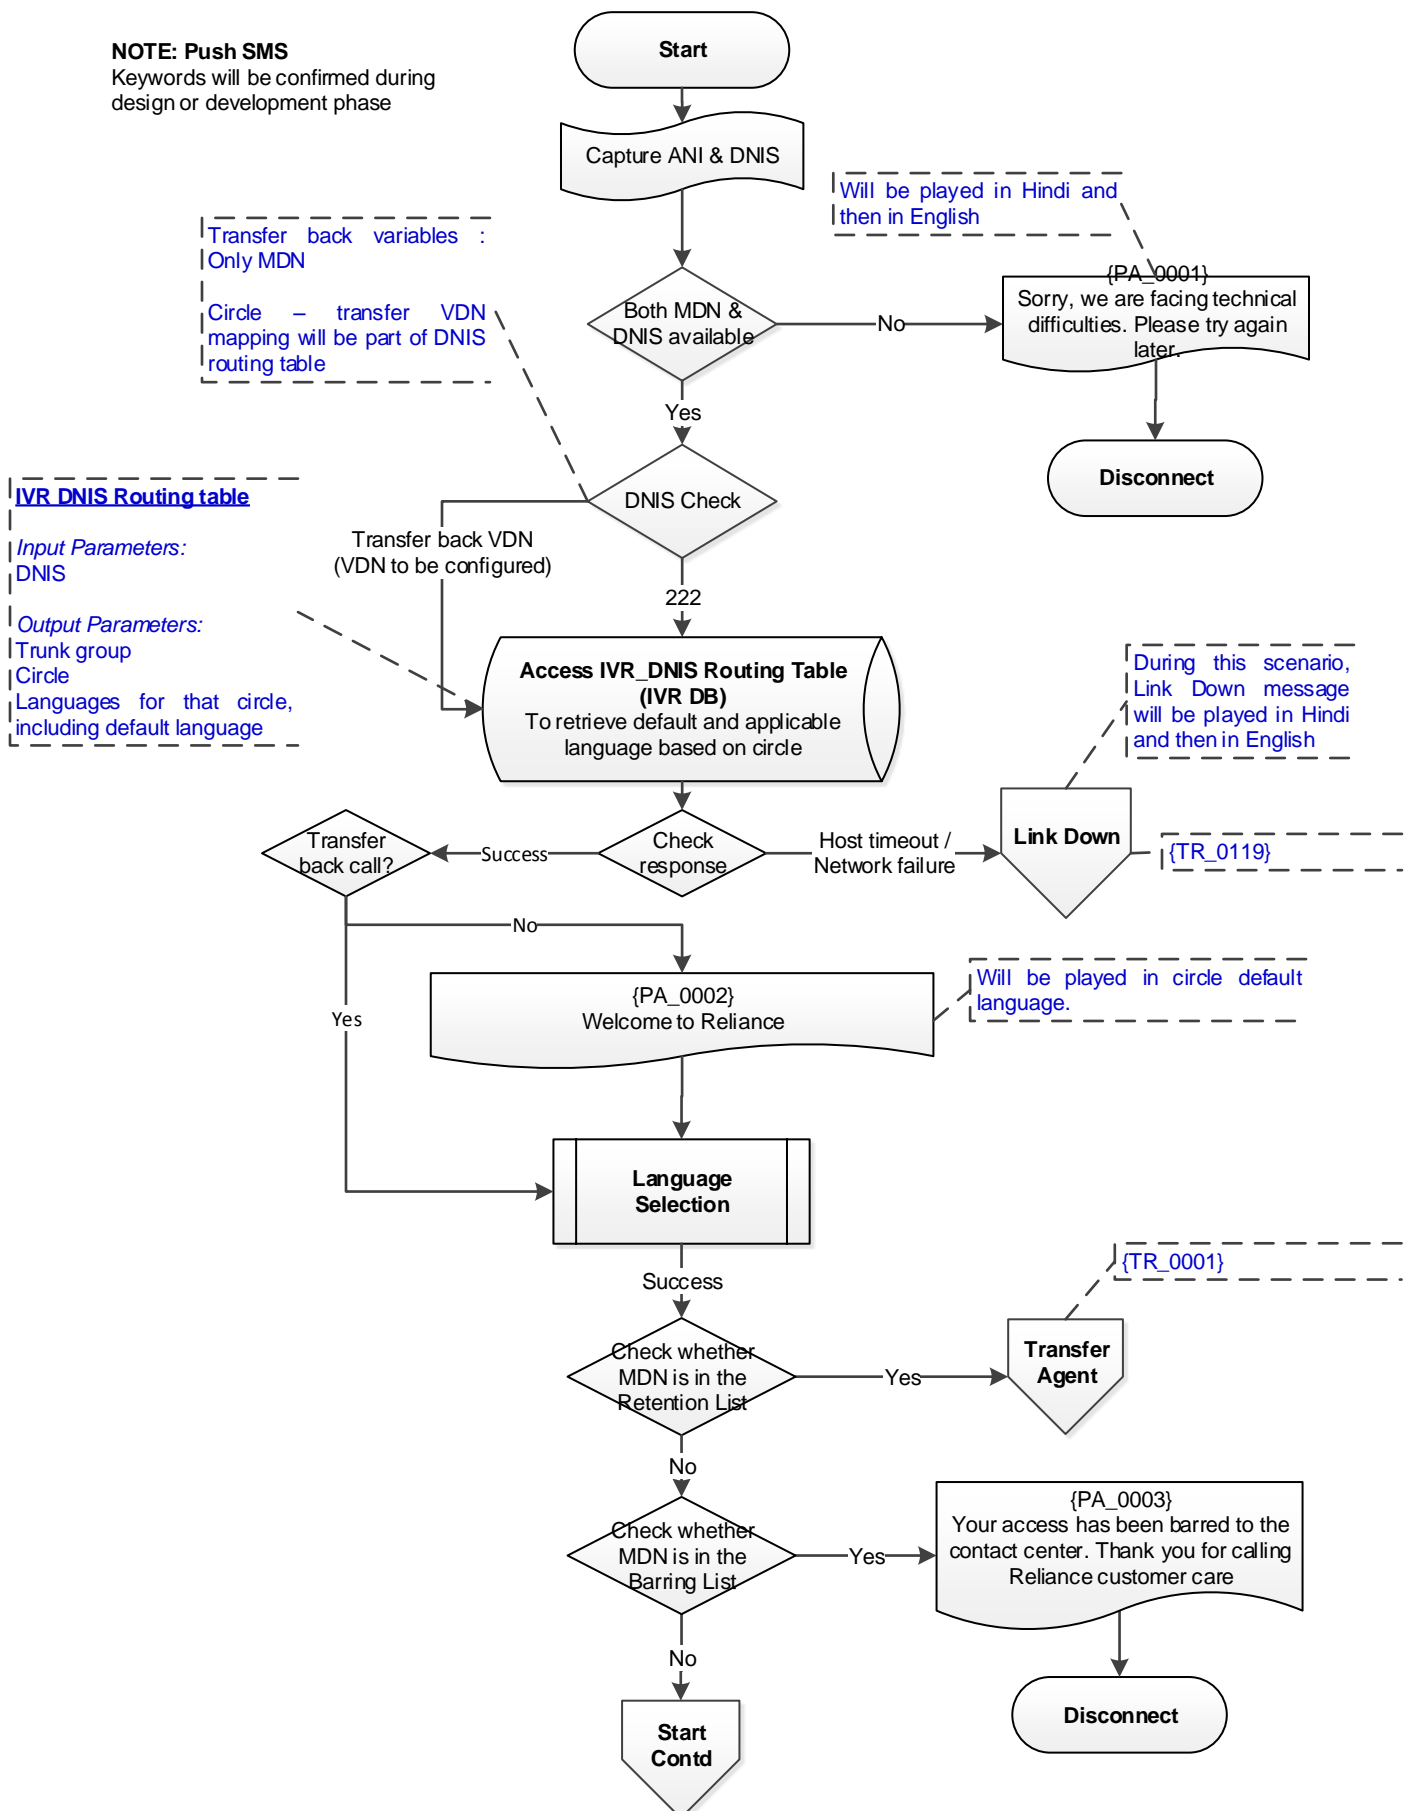 NOTE: Push SMS
Keywords will be confirmed during
design or development phase
Start
Capture ANI & DNIS
Will be played in Hindi and
then in English
Transfer back variables :
Only MDN
Circle – transfer VDN
mapping will be part of DNIS
routing table
Both MDN &
DNIS available
No
{PA_0001}
Sorry, we are facing technical
difficulties. Please try again
later.
Yes
Disconnect
DNIS Check
IVR DNIS Routing table
Input Parameters:
DNIS
Output Parameters:
Trunk group
Circle
Languages for that circle,
including default language
Transfer back VDN
(VDN to be configured)
222
Access IVR_DNIS Routing Table
(IVR DB)
To retrieve default and applicable
language based on circle
During this scenario,
Link Down message
will be played in Hindi
and then in English
Transfer
back call?
Success
Check
response
Host timeout /
Network failure
Link Down
{TR_0119}
No
Yes
{PA_0002}
Welcome to Reliance
Will be played in circle default
language.
Language
Selection
Success
{TR_0001}
Check whether
MDN is in the
Retention List
Yes
Transfer
Agent
No
Check whether
MDN is in the
Barring List
Yes
{PA_0003}
Your access has been barred to the
contact center. Thank you for calling
Reliance customer care
No
Disconnect
Start
Contd